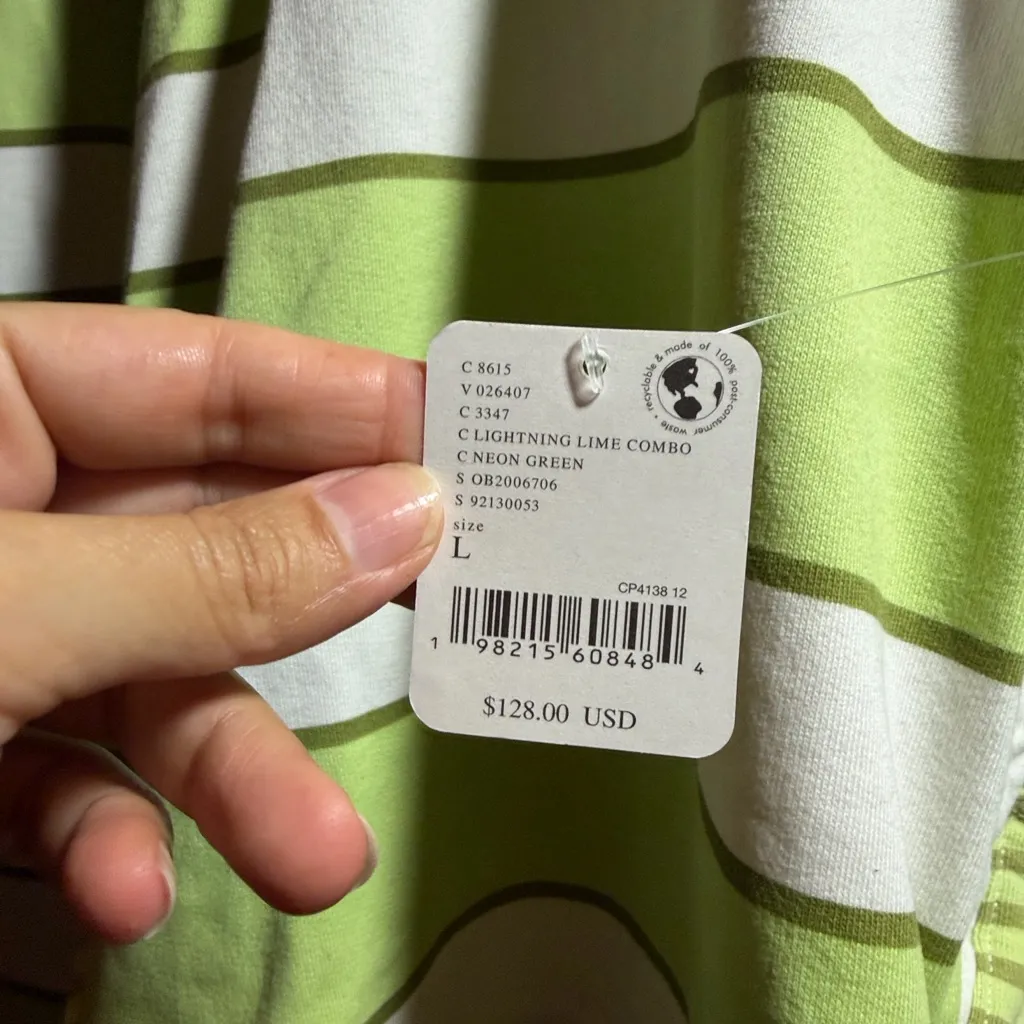 C 8615
V 026407
C 3347
C LIGHTNING LIME COMBO
C NEON GREEN
S OB2006706
S 92130053
size
L
recyclable & made of 100% post-consumer waste •
CP4138 12
1 98215 60848 4
$128.00 USD